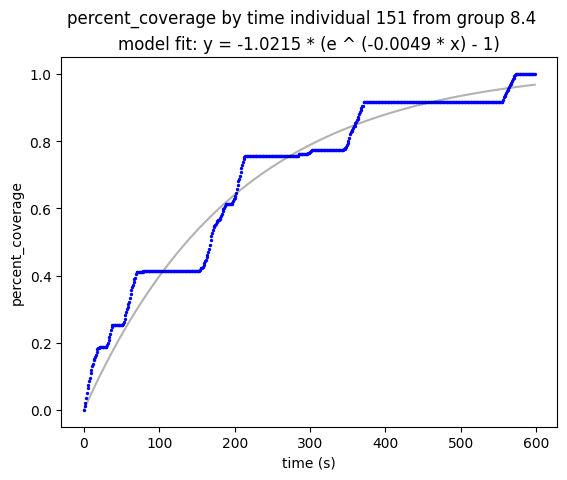 percent_coverage by time individual 151 from group 8.4
model fit: y = -1.0215 * (e ^ (-0.0049 * x) - 1)
1.0
0.8
0.6
0.4
0.2
0.0
percent_coverage
0 100 200 300 400 500 600
time (s)